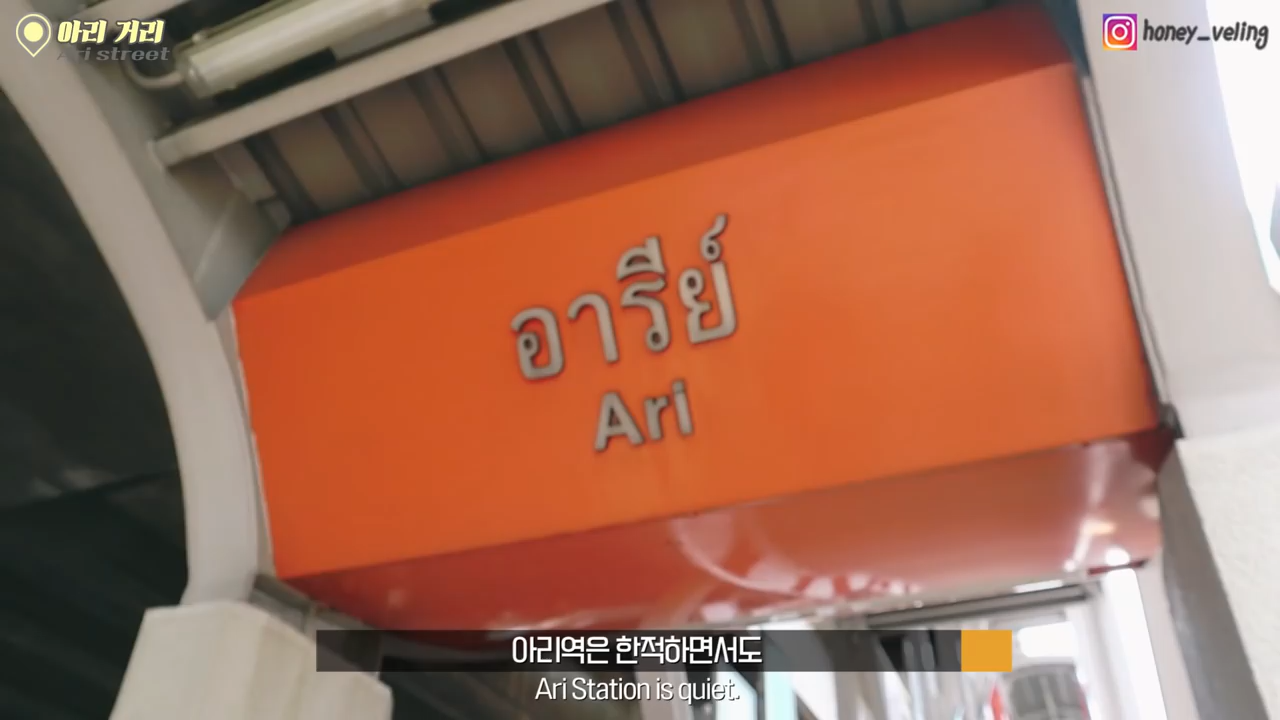 아리 거리
Ari street
honey_veling
อารีย์
Ari
아리역은 한적하면서도
Ari Station is quiet.